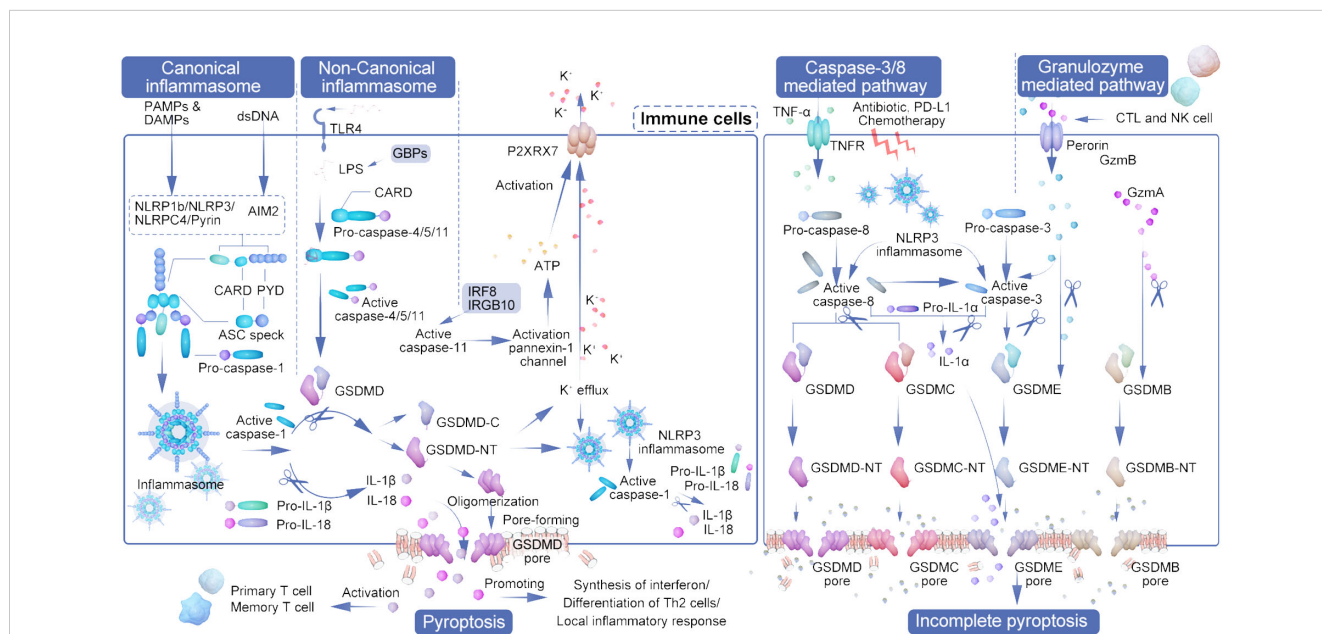 Canonical
inflammasome
Non-Canonical
inflammasome
Caspase-3/8
mediated pathway
Granulozyme
mediated pathway
PAMPs &
DAMPs
dsDNA
TLR4
LPS
GBPs
CARD
Pro-caspase-4/5/11
Active
caspase-4/5/11
NLRP1b/NLRP3/
NLRPC4/Pyrin
AIM2
CARD PYD
ASC speck
Pro-caspase-1
Inflammasome
Active
caspase-1
Pro-IL-1β
Pro-IL-18
GSDMD
IRF8
IRGB10
Active
caspase-11
Activation
pannexin-1
channel
ATP
Activation
P2XRX7
K⁺
K⁺
K⁻
K⁻
Immune cells
K⁻
K⁺
K⁺
K⁻ efflux
GSDMD-C
GSDMD-NT
IL-1β
IL-18
Oligomerization
Pore-forming
GSDMD
pore
NLRP3
inflammasome
Active
caspase-1
Pro-IL-1β
Pro-IL-18
IL-1β
IL-18
Primary T cell
Memory T cell
Activation
Promoting
Synthesis of interferon/
Differentiation of Th2 cells/
Local inflammatory response
Pyroptosis
TNF-α
TNFR
Antibiotic, PD-L1
Chemotherapy
CTL and NK cell
Perorin
GzmB
GzmA
Pro-caspase-8
NLRP3
inflammasome
Pro-caspase-3
Active
caspase-8
Active
caspase-3
Pro-IL-1α
IL-1α
GSDMD
GSDMC
GSDME
GSDMB
GSDMD-NT
GSDMC-NT
GSDME-NT
GSDMB-NT
GSDMD
pore
GSDMC
pore
GSDME
pore
GSDMB
pore
Incomplete pyroptosis